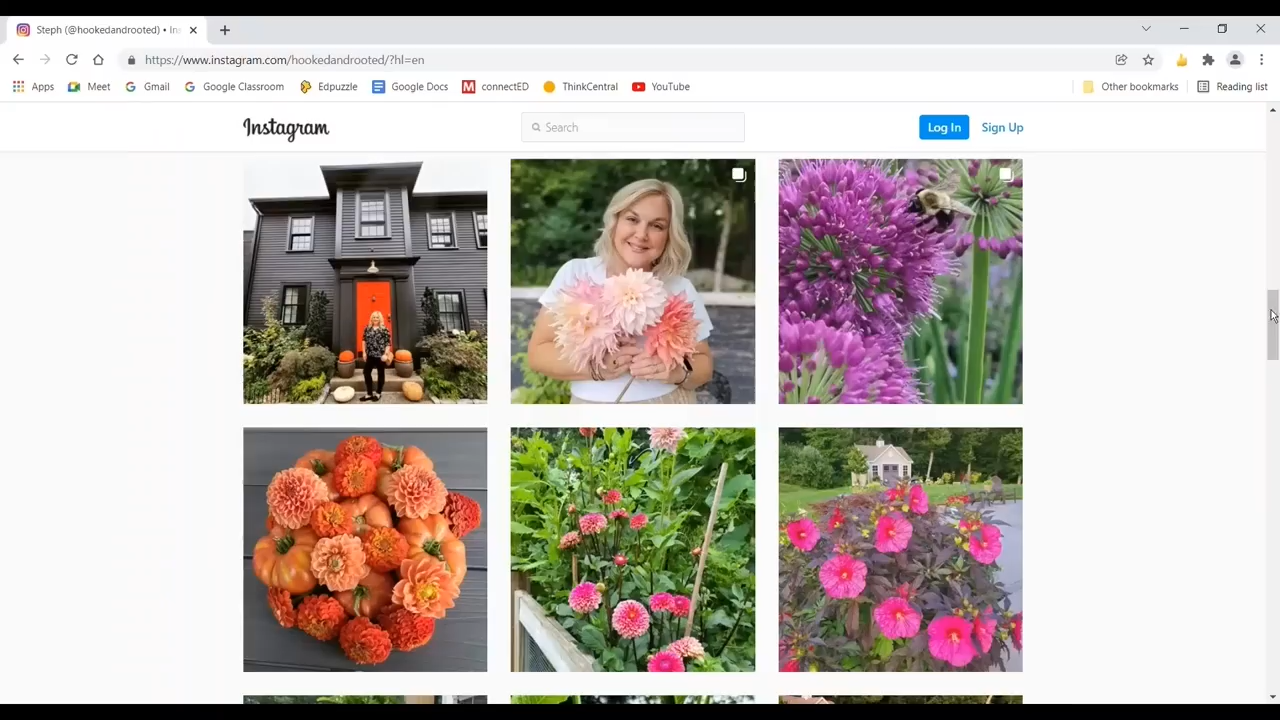 Steph (@hookedandrooted) • In
https://www.instagram.com/hookedandrooted/?hl=en
Apps Meet Gmail Google Classroom Edpuzzle Google Docs connectED ThinkCentral YouTube Other bookmarks Reading list
Instagram Search Log In Sign Up